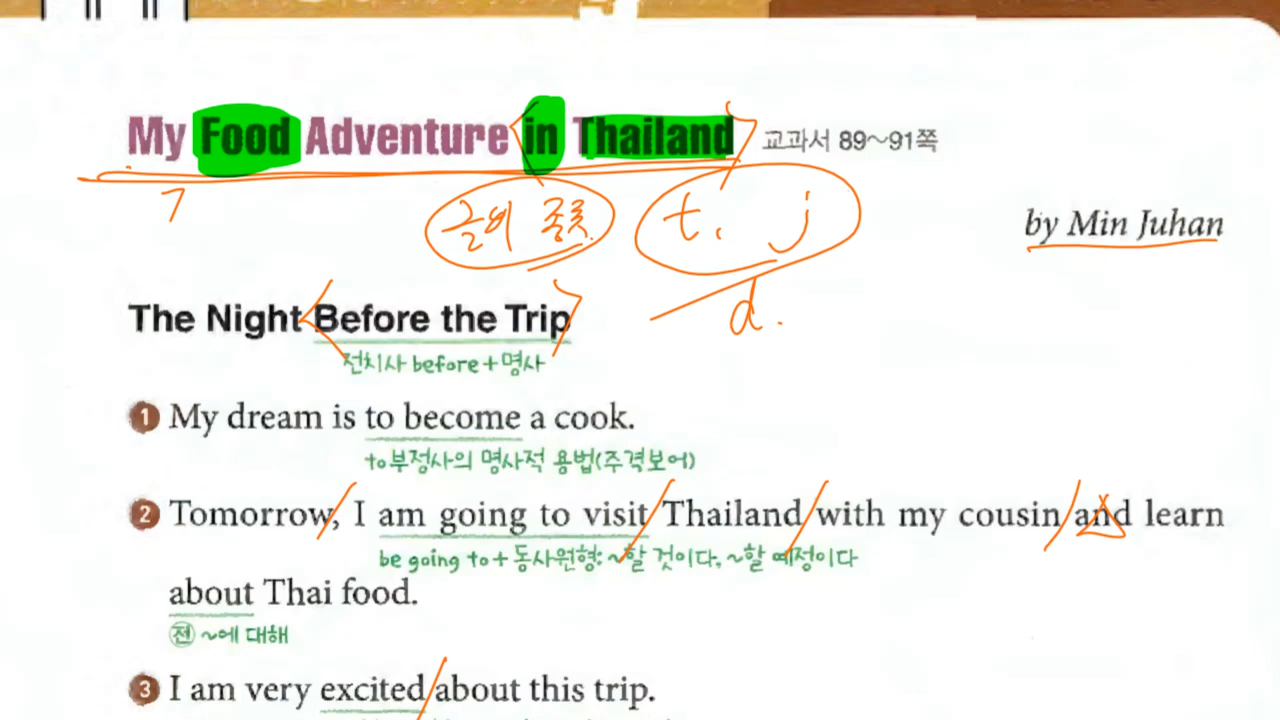 My Food Adventure in Thailand 교과서 89~91쪽
7
글의 종류 t. j
d.
by Min Juhan
The Night Before the Trip
전치사 before+명사
1 My dream is to become a cook.
to부정사의 명사적 용법(주격보어)
2 Tomorrow, I am going to visit Thailand with my cousin and learn
be going to+동사원형: ~할 것이다, ~할 예정이다
about Thai food.
전 ~에 대해
3 I am very excited about this trip.